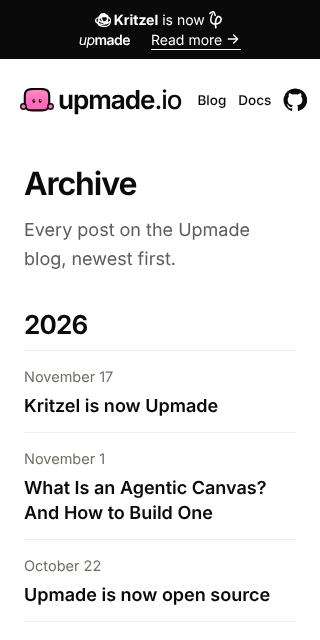 Kritzel is now
upmade Read more →
upmade.io Blog Docs
Archive
Every post on the Upmade
blog, newest first.
2026
November 17
Kritzel is now Upmade
November 1
What Is an Agentic Canvas?
And How to Build One
October 22
Upmade is now open source